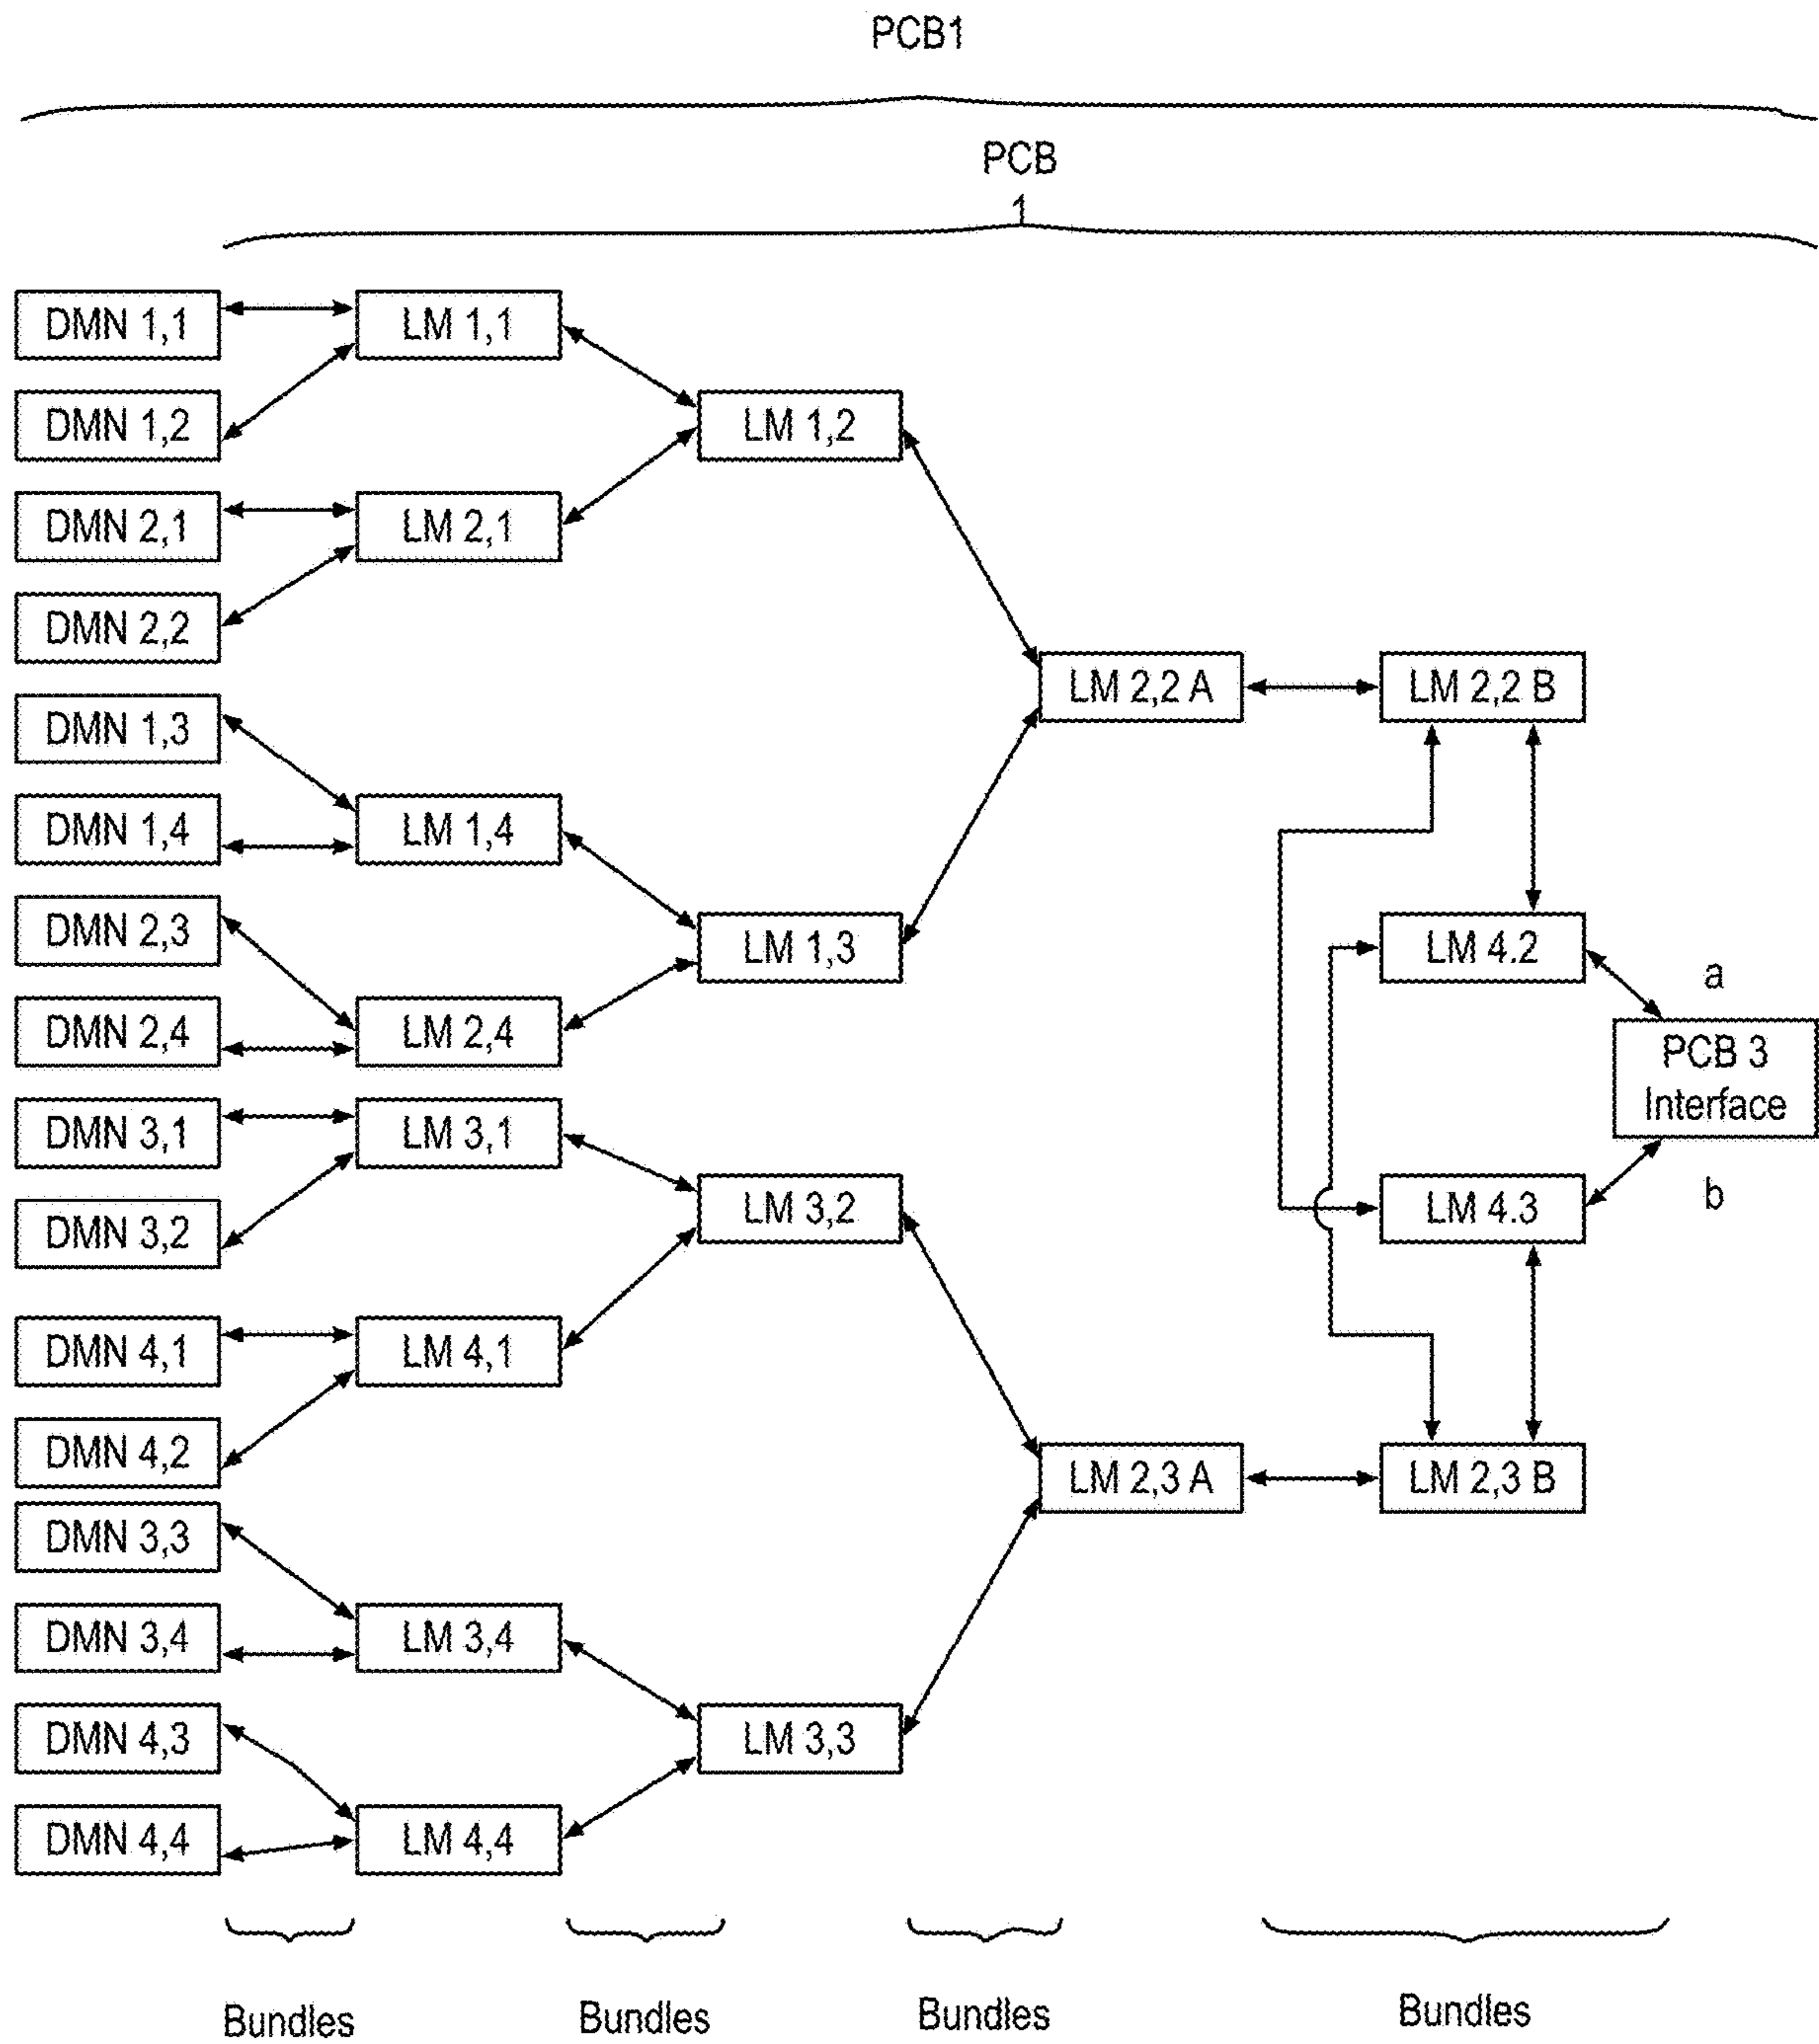 PCB1
PCB
1
DMN 1,1
LM 1,1
DMN 1,2
LM 1,2
DMN 2,1
LM 2,1
DMN 2,2
LM 2,2 A
LM 2,2 B
DMN 1,3
DMN 1,4
LM 1,4
DMN 2,3
LM 1,3
LM 4.2
a
DMN 2,4
LM 2,4
PCB 3
Interface
DMN 3,1
LM 3,1
DMN 3,2
LM 3,2
LM 4.3
b
DMN 4,1
LM 4,1
DMN 4,2
LM 2,3 A
LM 2,3 B
DMN 3,3
DMN 3,4
LM 3,4
DMN 4,3
LM 3,3
DMN 4,4
LM 4,4
Bundles
Bundles
Bundles
Bundles